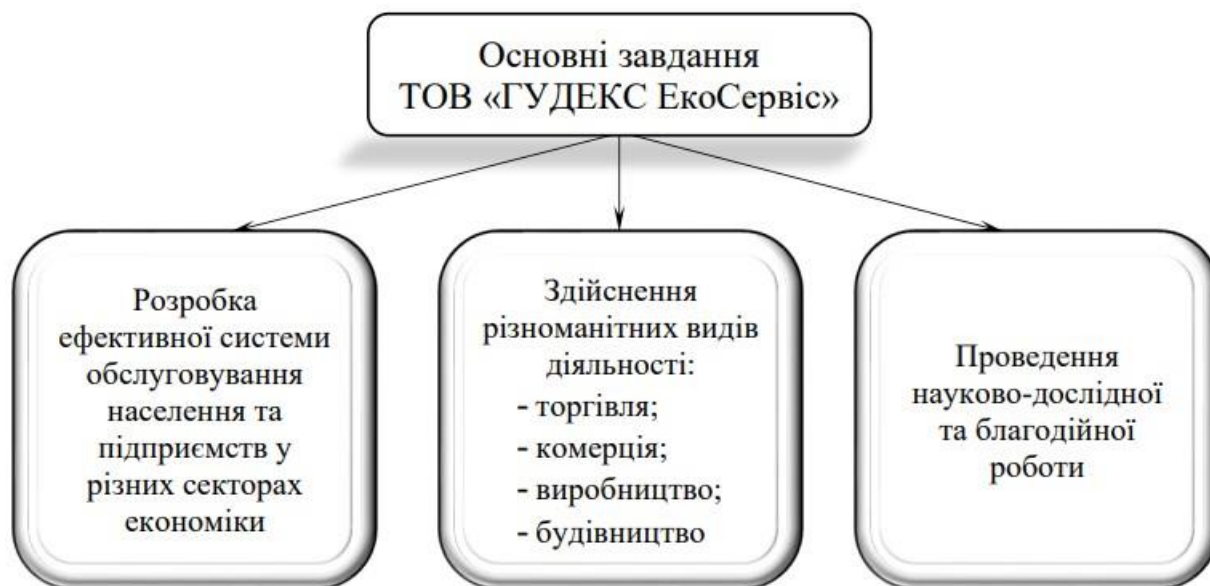 Основні завдання
ТОВ «ГУДЕКС ЕкоСервіс»
Розробка
ефективної системи
обслуговування
населення та
підприємств у
різних секторах
економіки
Здійснення
різноманітних видів
діяльності:
- торгівля;
- комерція;
- виробництво;
- будівництво
Проведення
науково-дослідної
та благодійної
роботи